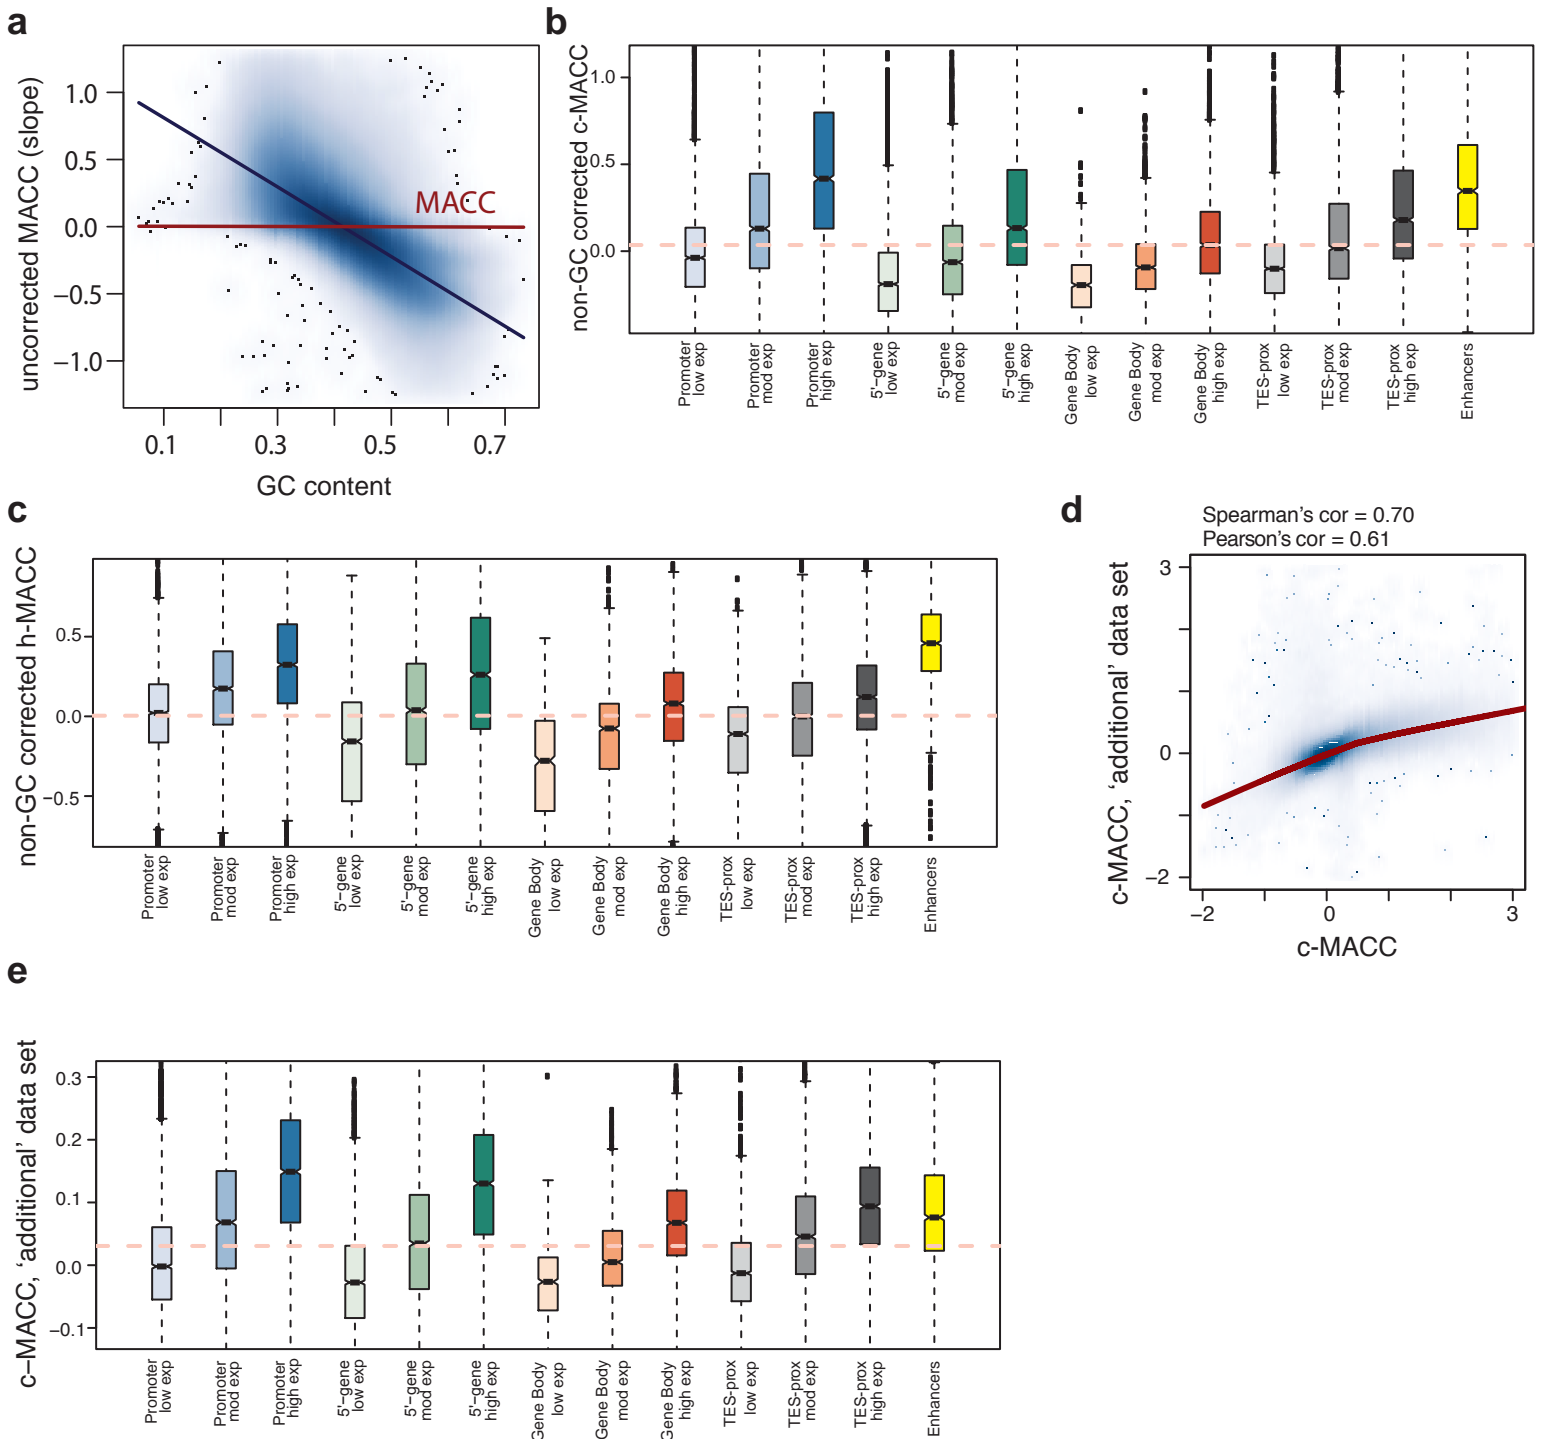 a
uncorrected MACC (slope)
1.0
0.5
0.0
−0.5
−1.0
MACC
0.1
0.3
0.5
0.7
GC content
b
non-GC corrected c-MACC
1.0
0.5
0.0
Promoter
low exp
Promoter
mod exp
Promoter
high exp
5'−gene
low exp
5'−gene
mod exp
5'−gene
high exp
Gene Body
low exp
Gene Body
mod exp
Gene Body
high exp
TES-prox
low exp
TES-prox
mod exp
TES-prox
high exp
Enhancers
c
non-GC corrected h-MACC
0.5
0.0
−0.5
Promoter
low exp
Promoter
mod exp
Promoter
high exp
5'−gene
low exp
5'−gene
mod exp
5'−gene
high exp
Gene Body
low exp
Gene Body
mod exp
Gene Body
high exp
TES-prox
low exp
TES-prox
mod exp
TES-prox
high exp
Enhancers
d
Spearman's cor = 0.70
Pearson's cor = 0.61
c-MACC, 'additional' data set
3
0
−2
−2
0
3
c-MACC
e
c−MACC, 'additional' data set
0.3
0.2
0.1
0.0
−0.1
Promoter
low exp
Promoter
mod exp
Promoter
high exp
5'−gene
low exp
5'−gene
mod exp
5'−gene
high exp
Gene Body
low exp
Gene Body
mod exp
Gene Body
high exp
TES-prox
low exp
TES-prox
mod exp
TES-prox
high exp
Enhancers